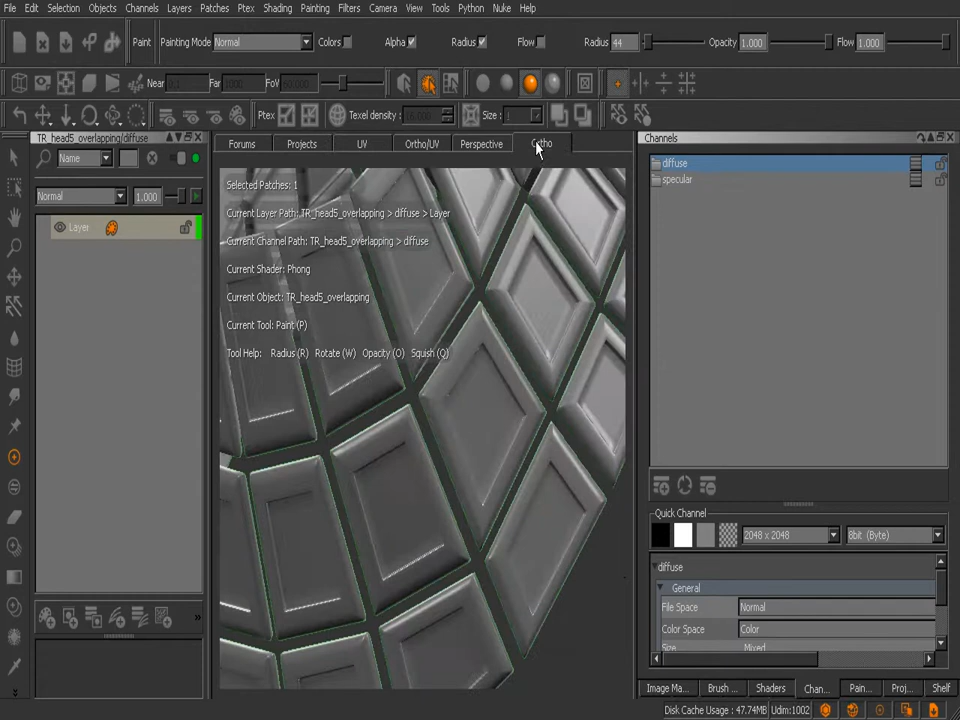 File Edit Selection Objects Channels Layers Patches Ptex Shading Painting Filters Camera View Tools Python Nuke Help
Paint Painting Mode Normal Colors Alpha Radius Flow Radius 44 Opacity 1.000 Flow 1.000
Near 0.1 Far 1000 FoV
Ptex Texel density: Size : 1
TR_head5_overlapping/diffuse
Forums Projects UV Ortho/UV Perspective Ortho
Channels
Name
Normal 1.000
Layer
diffuse
specular
Selected Patches: 1
Current Layer Path: TR_head5_overlapping > diffuse > Layer
Current Channel Path: TR_head5_overlapping > diffuse
Current Shader: Phong
Current Object: TR_head5_overlapping
Current Tool: Paint (P)
Tool Help: Radius (R) Rotate (W) Opacity (O) Squish (Q)
Quick Channel
2048 x 2048 8bit (Byte)
diffuse
General
File Space Normal
Color Space Color
Size Mixed
Image Ma... Brush ... Shaders Chan... Pain... Proj... Shelf
Disk Cache Usage : 47.74MB Udim:1002